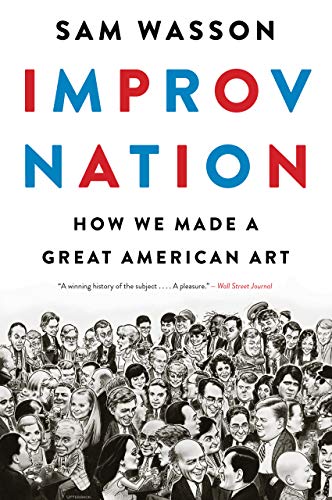 SAM WASSON
IMPROV
NATION
HOW WE MADE A
GREAT AMERICAN ART
“A winning history of the subject . . . . A pleasure.” – Wall Street Journal